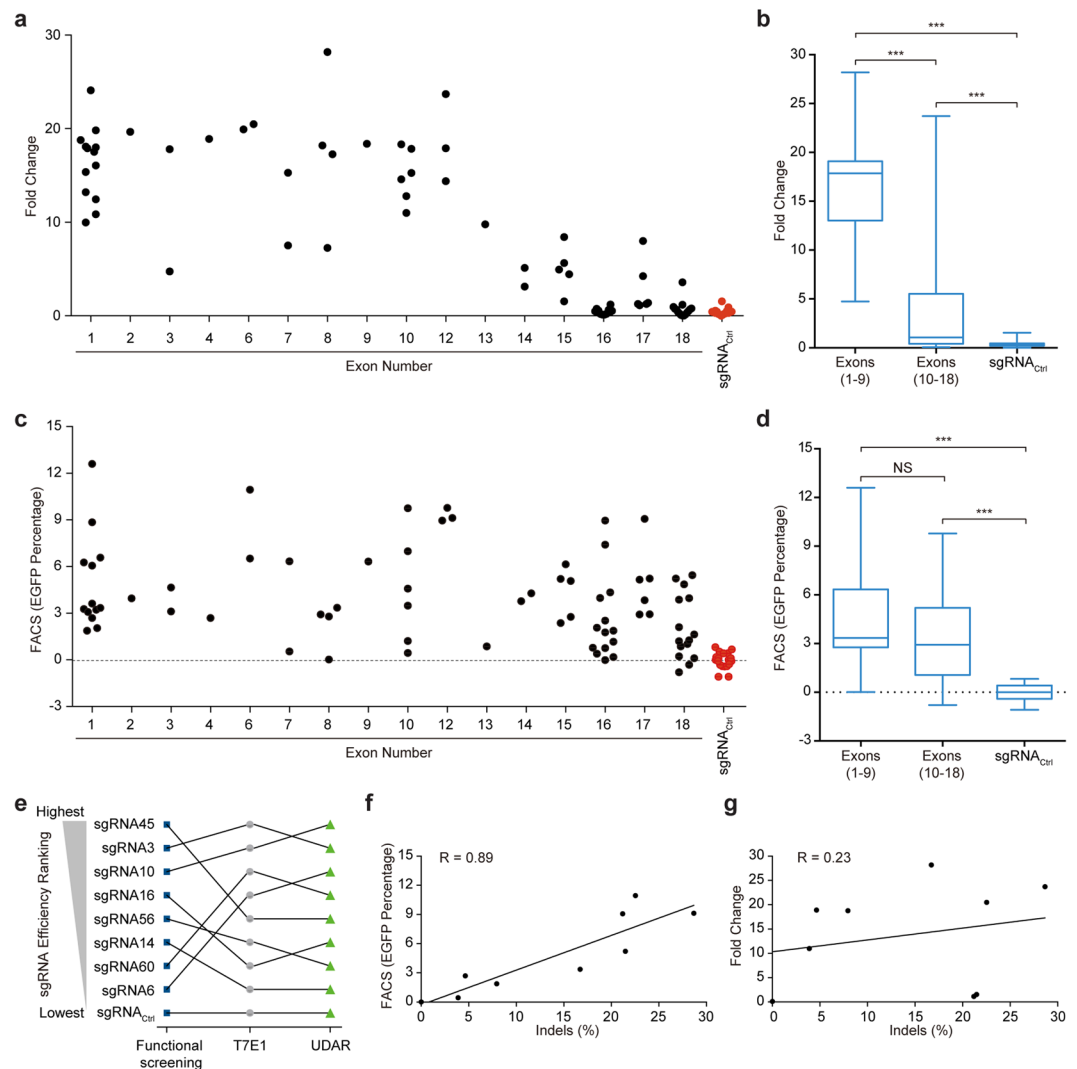 a
30
20
10
0
Fold Change
1 2 3 4 6 7 8 9 10 12 13 14 15 16 17 18 sgRNACtrl
Exon Number
b
30
25
20
15
10
5
0
Fold Change
***
***
***
Exons (1-9)
Exons (10-18)
sgRNACtrl
c
15
12
9
6
3
0
-3
FACS (EGFP Percentage)
1 2 3 4 6 7 8 9 10 12 13 14 15 16 17 18 sgRNACtrl
Exon Number
d
15
12
9
6
3
0
-3
FACS (EGFP Percentage)
***
NS
***
Exons (1-9)
Exons (10-18)
sgRNACtrl
e
Highest
Lowest
sgRNA Efficiency Ranking
sgRNA45
sgRNA3
sgRNA10
sgRNA16
sgRNA56
sgRNA14
sgRNA60
sgRNA6
sgRNACtrl
Functional screening
T7E1
UDAR
f
R = 0.89
15
12
9
6
3
0
FACS (EGFP Percentage)
0 5 10 15 20 25 30
Indels (%)
g
R = 0.23
30
25
20
15
10
5
0
Fold Change
0 5 10 15 20 25 30
Indels (%)